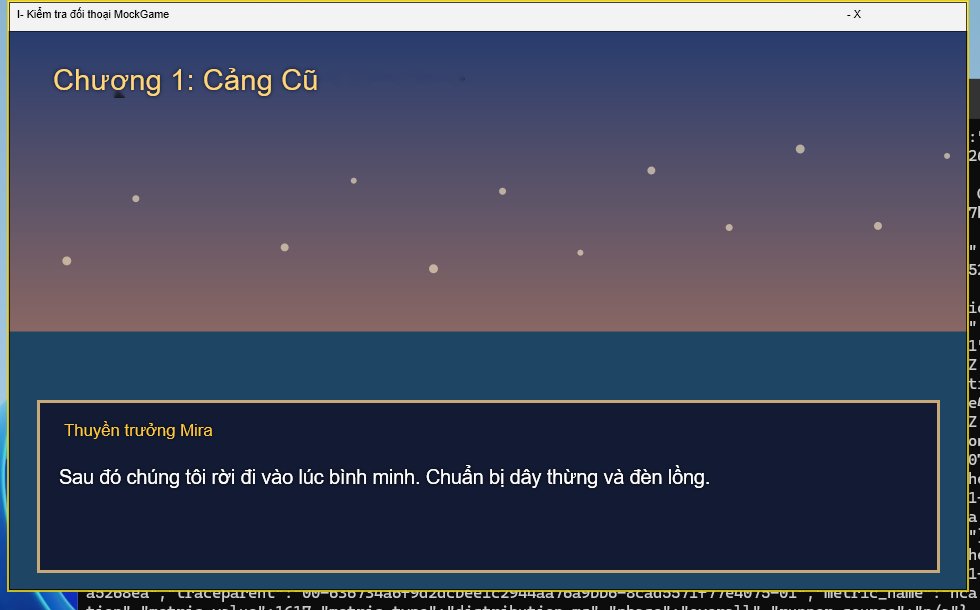 I- Kiểm tra đối thoại MockGame
- X
Chương 1: Cảng Cũ
Thuyền trưởng Mira
Sau đó chúng tôi rời đi vào lúc bình minh. Chuẩn bị dây thừng và đèn lồng.